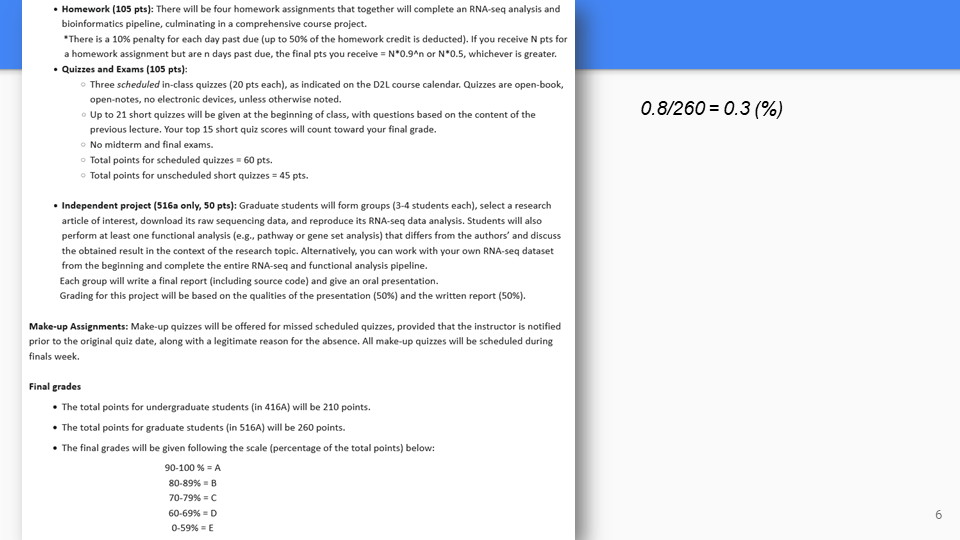 • Homework (105 pts): There will be four homework assignments that together will complete an RNA-seq analysis and
bioinformatics pipeline, culminating in a comprehensive course project.
*There is a 10% penalty for each day past due (up to 50% of the homework credit is deducted). If you receive N pts for
a homework assignment but are n days past due, the final pts you receive = N*0.9^n or N*0.5, whichever is greater.
• Quizzes and Exams (105 pts):
○ Three scheduled in-class quizzes (20 pts each), as indicated on the D2L course calendar. Quizzes are open-book,
open-notes, no electronic devices, unless otherwise noted.
○ Up to 21 short quizzes will be given at the beginning of class, with questions based on the content of the
previous lecture. Your top 15 short quiz scores will count toward your final grade.
○ No midterm and final exams.
○ Total points for scheduled quizzes = 60 pts.
○ Total points for unscheduled short quizzes = 45 pts.
• Independent project (516a only, 50 pts): Graduate students will form groups (3-4 students each), select a research
article of interest, download its raw sequencing data, and reproduce its RNA-seq data analysis. Students will also
perform at least one functional analysis (e.g., pathway or gene set analysis) that differs from the authors’ and discuss
the obtained result in the context of the research topic. Alternatively, you can work with your own RNA-seq dataset
from the beginning and complete the entire RNA-seq and functional analysis pipeline.
Each group will write a final report (including source code) and give an oral presentation.
Grading for this project will be based on the qualities of the presentation (50%) and the written report (50%).
Make-up Assignments: Make-up quizzes will be offered for missed scheduled quizzes, provided that the instructor is notified
prior to the original quiz date, along with a legitimate reason for the absence. All make-up quizzes will be scheduled during
finals week.
Final grades
• The total points for undergraduate students (in 416A) will be 210 points.
• The total points for graduate students (in 516A) will be 260 points.
• The final grades will be given following the scale (percentage of the total points) below:
90-100 % = A
80-89% = B
70-79% = C
60-69% = D
0-59% = E
0.8/260 = 0.3 (%)
6